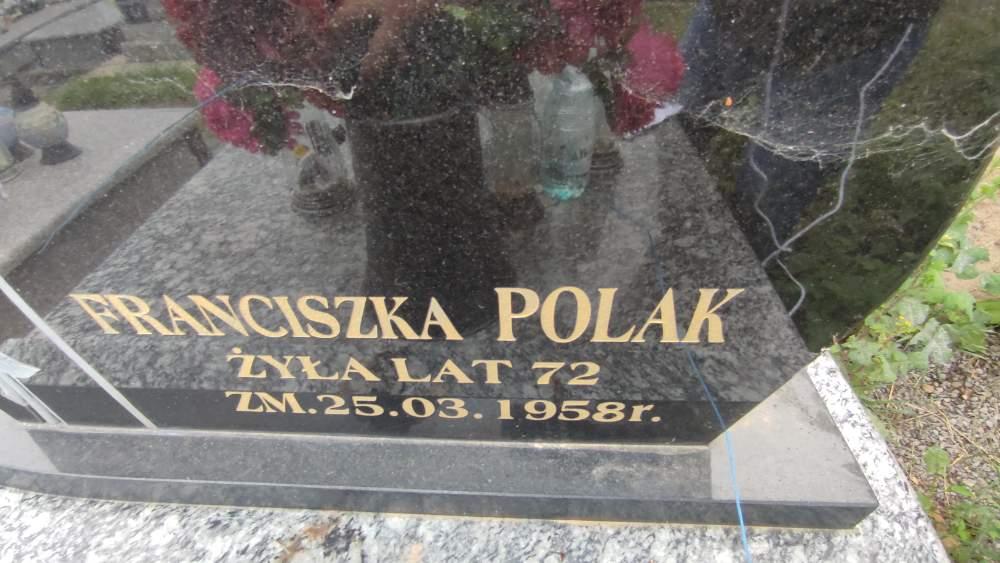 FRANCISZKA POLAK
ŻYŁA LAT 72
ZM. 25.03.1958r.